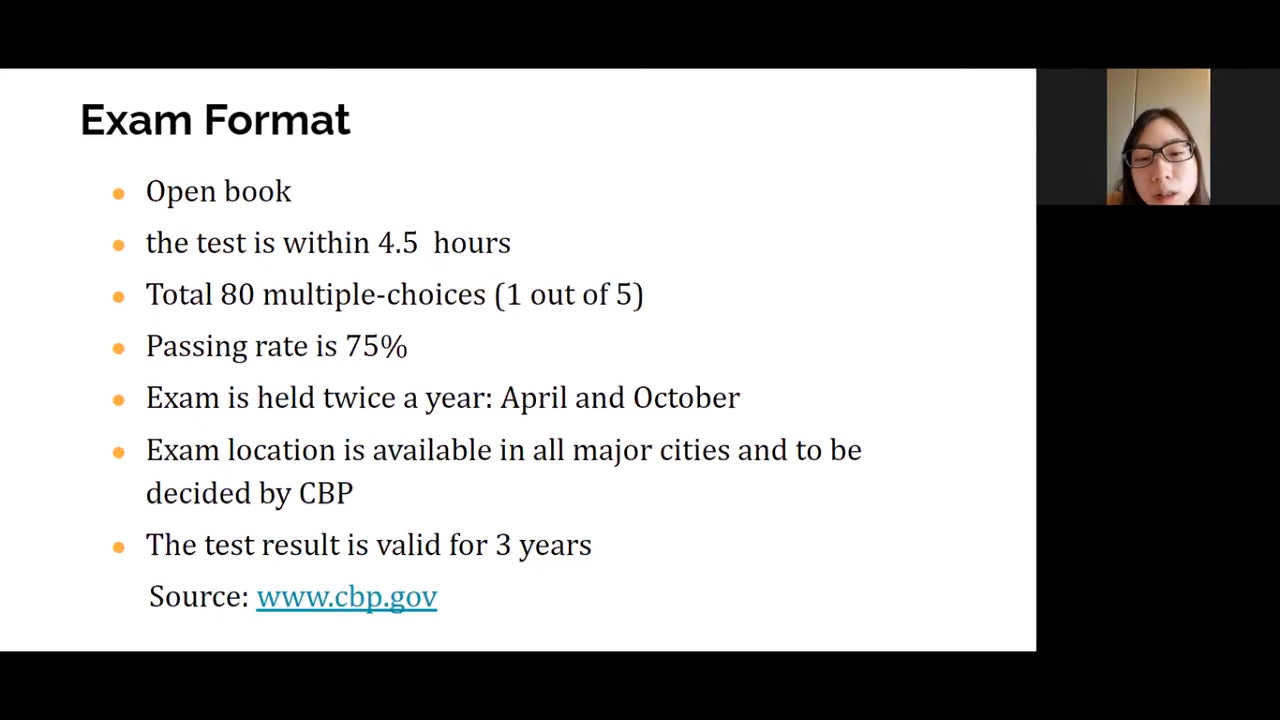 Exam Format
Open book
the test is within 4.5  hours
Total 80 multiple-choices (1 out of 5)
Passing rate is 75%
Exam is held twice a year: April and October
Exam location is available in all major cities and to be
decided by CBP
The test result is valid for 3 years
Source: www.cbp.gov